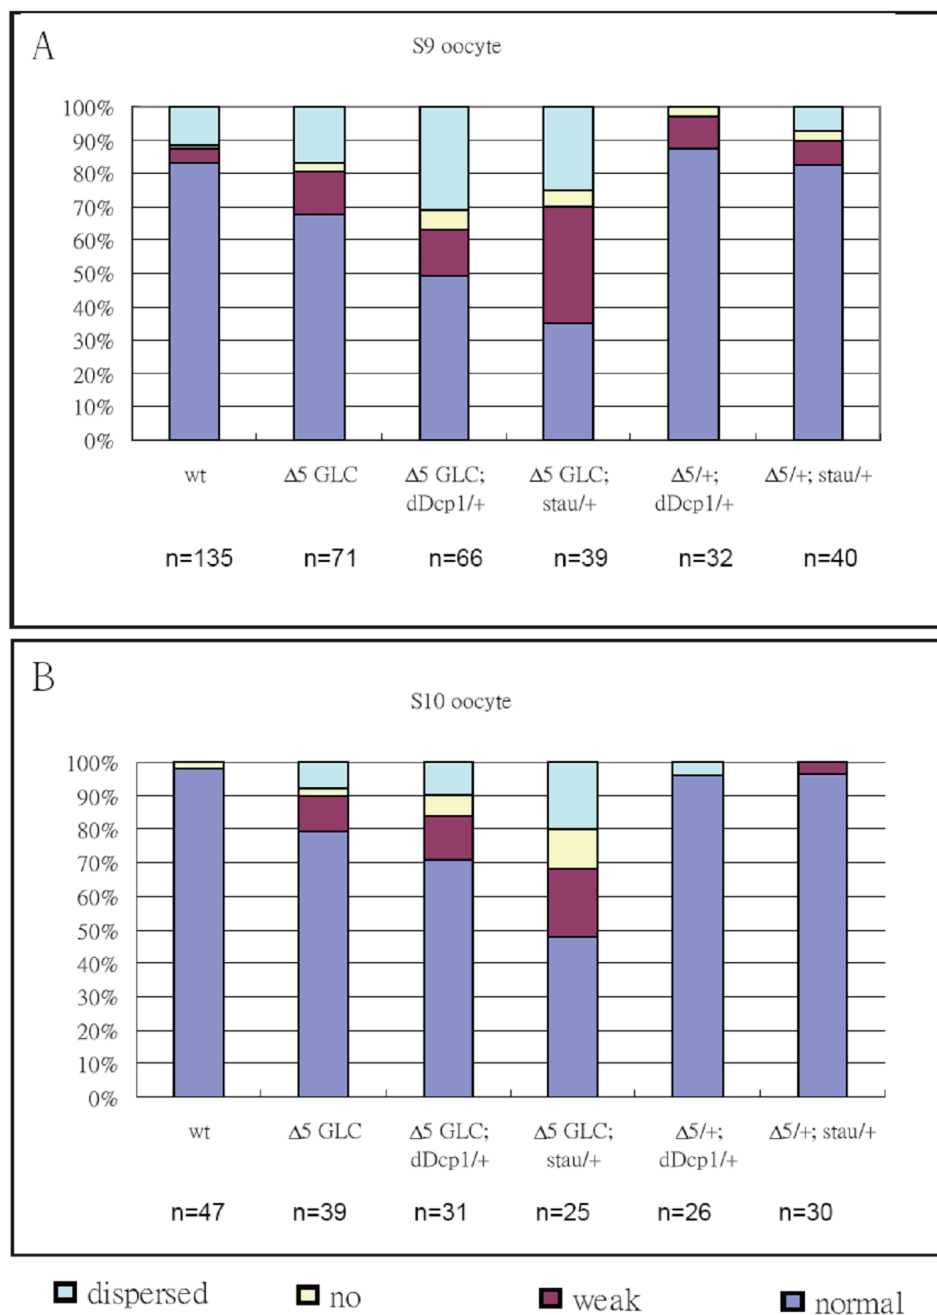 A
S9 oocyte
100%
90%
80%
70%
60%
50%
40%
30%
20%
10%
0%
wt Δ5 GLC Δ5 GLC; Δ5 GLC; Δ5/+; Δ5/+; stau/+
dDcp1/+ stau/+ dDcp1/+
n=135 n=71 n=66 n=39 n=32 n=40
B
S10 oocyte
100%
90%
80%
70%
60%
50%
40%
30%
20%
10%
0%
wt Δ5 GLC Δ5 GLC; Δ5 GLC; Δ5/+; Δ5/+; stau/+
dDcp1/+ stau/+ dDcp1/+
n=47 n=39 n=31 n=25 n=26 n=30
dispersed no weak normal